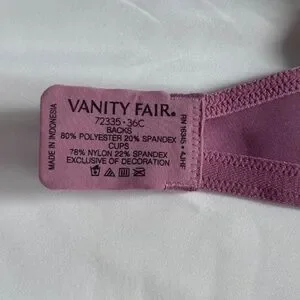 VANITY FAIR®
72335 • 36C
BACKS
80% POLYESTER 20% SPANDEX
CUPS
78% NYLON 22% SPANDEX
EXCLUSIVE OF DECORATION
MADE IN INDONESIA